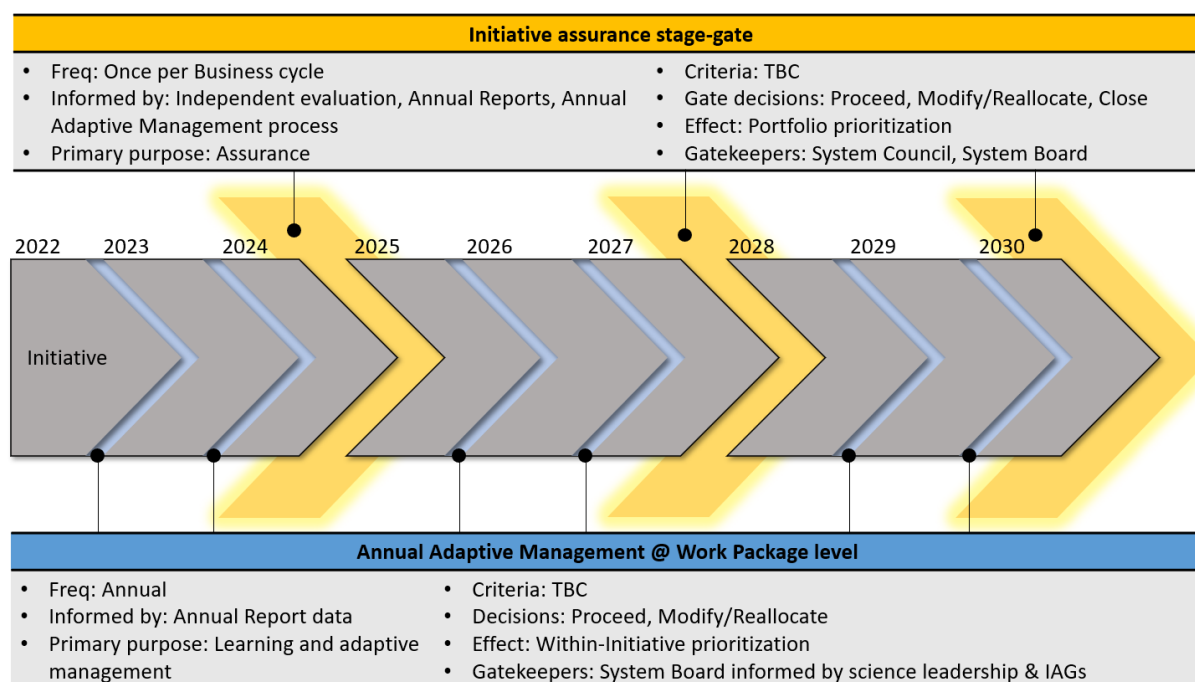 Initiative assurance stage-gate
• Freq: Once per Business cycle
• Informed by: Independent evaluation, Annual Reports, Annual
Adaptive Management process
• Primary purpose: Assurance
• Criteria: TBC
• Gate decisions: Proceed, Modify/Reallocate, Close
• Effect: Portfolio prioritization
• Gatekeepers: System Council, System Board
2022 2023 2024 2025 2026 2027 2028 2029 2030
Initiative
Annual Adaptive Management @ Work Package level
• Freq: Annual
• Informed by: Annual Report data
• Primary purpose: Learning and adaptive
management
• Criteria: TBC
• Decisions: Proceed, Modify/Reallocate
• Effect: Within-Initiative prioritization
• Gatekeepers: System Board informed by science leadership & IAGs